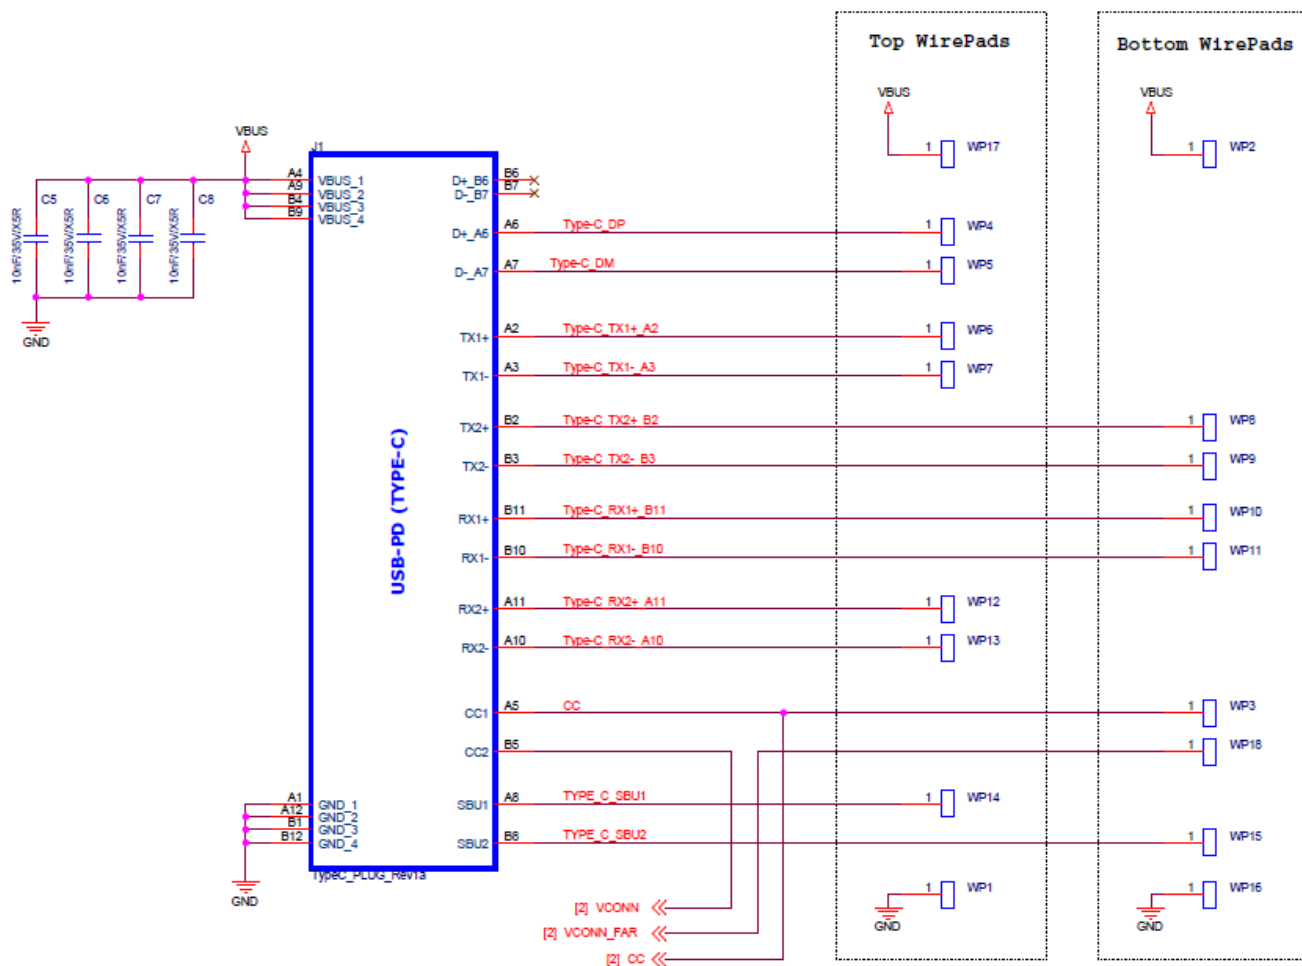 Top WirePads
Bottom WirePads
VBUS
VBUS
VBUS
J1
1 WP17
1 WP2
A4 VBUS_1
A9 VBUS_2
B4 VBUS_3
B9 VBUS_4
D+_B6 B6
D-_B7 B7
C5
C6
C7
C8
10nF/35V/X5R
10nF/35V/X5R
10nF/35V/X5R
10nF/35V/X5R
GND
D+_A6 A6 Type-C_DP 1 WP4
D-_A7 A7 Type-C_DM 1 WP5
TX1+ A2 Type-C_TX1+_A2 1 WP6
TX1- A3 Type-C_TX1-_A3 1 WP7
TX2+ B2 Type-C_TX2+_B2 1 WP8
TX2- B3 Type-C_TX2-_B3 1 WP9
RX1+ B11 Type-C_RX1+_B11 1 WP10
RX1- B10 Type-C_RX1-_B10 1 WP11
USB-PD (TYPE-C)
RX2+ A11 Type-C_RX2+_A11 1 WP12
RX2- A10 Type-C_RX2-_A10 1 WP13
CC1 A5 CC 1 WP3
CC2 B5 1 WP18
A1 GND_1
A12 GND_2
B1 GND_3
B12 GND_4
SBU1 A8 TYPE_C_SBU1 1 WP14
SBU2 B8 TYPE_C_SBU2 1 WP15
TypeC_PLUG_Rev1a
GND
1 WP1
GND
1 WP16
GND
[2] VCONN
[2] VCONN_FAR
[2] CC